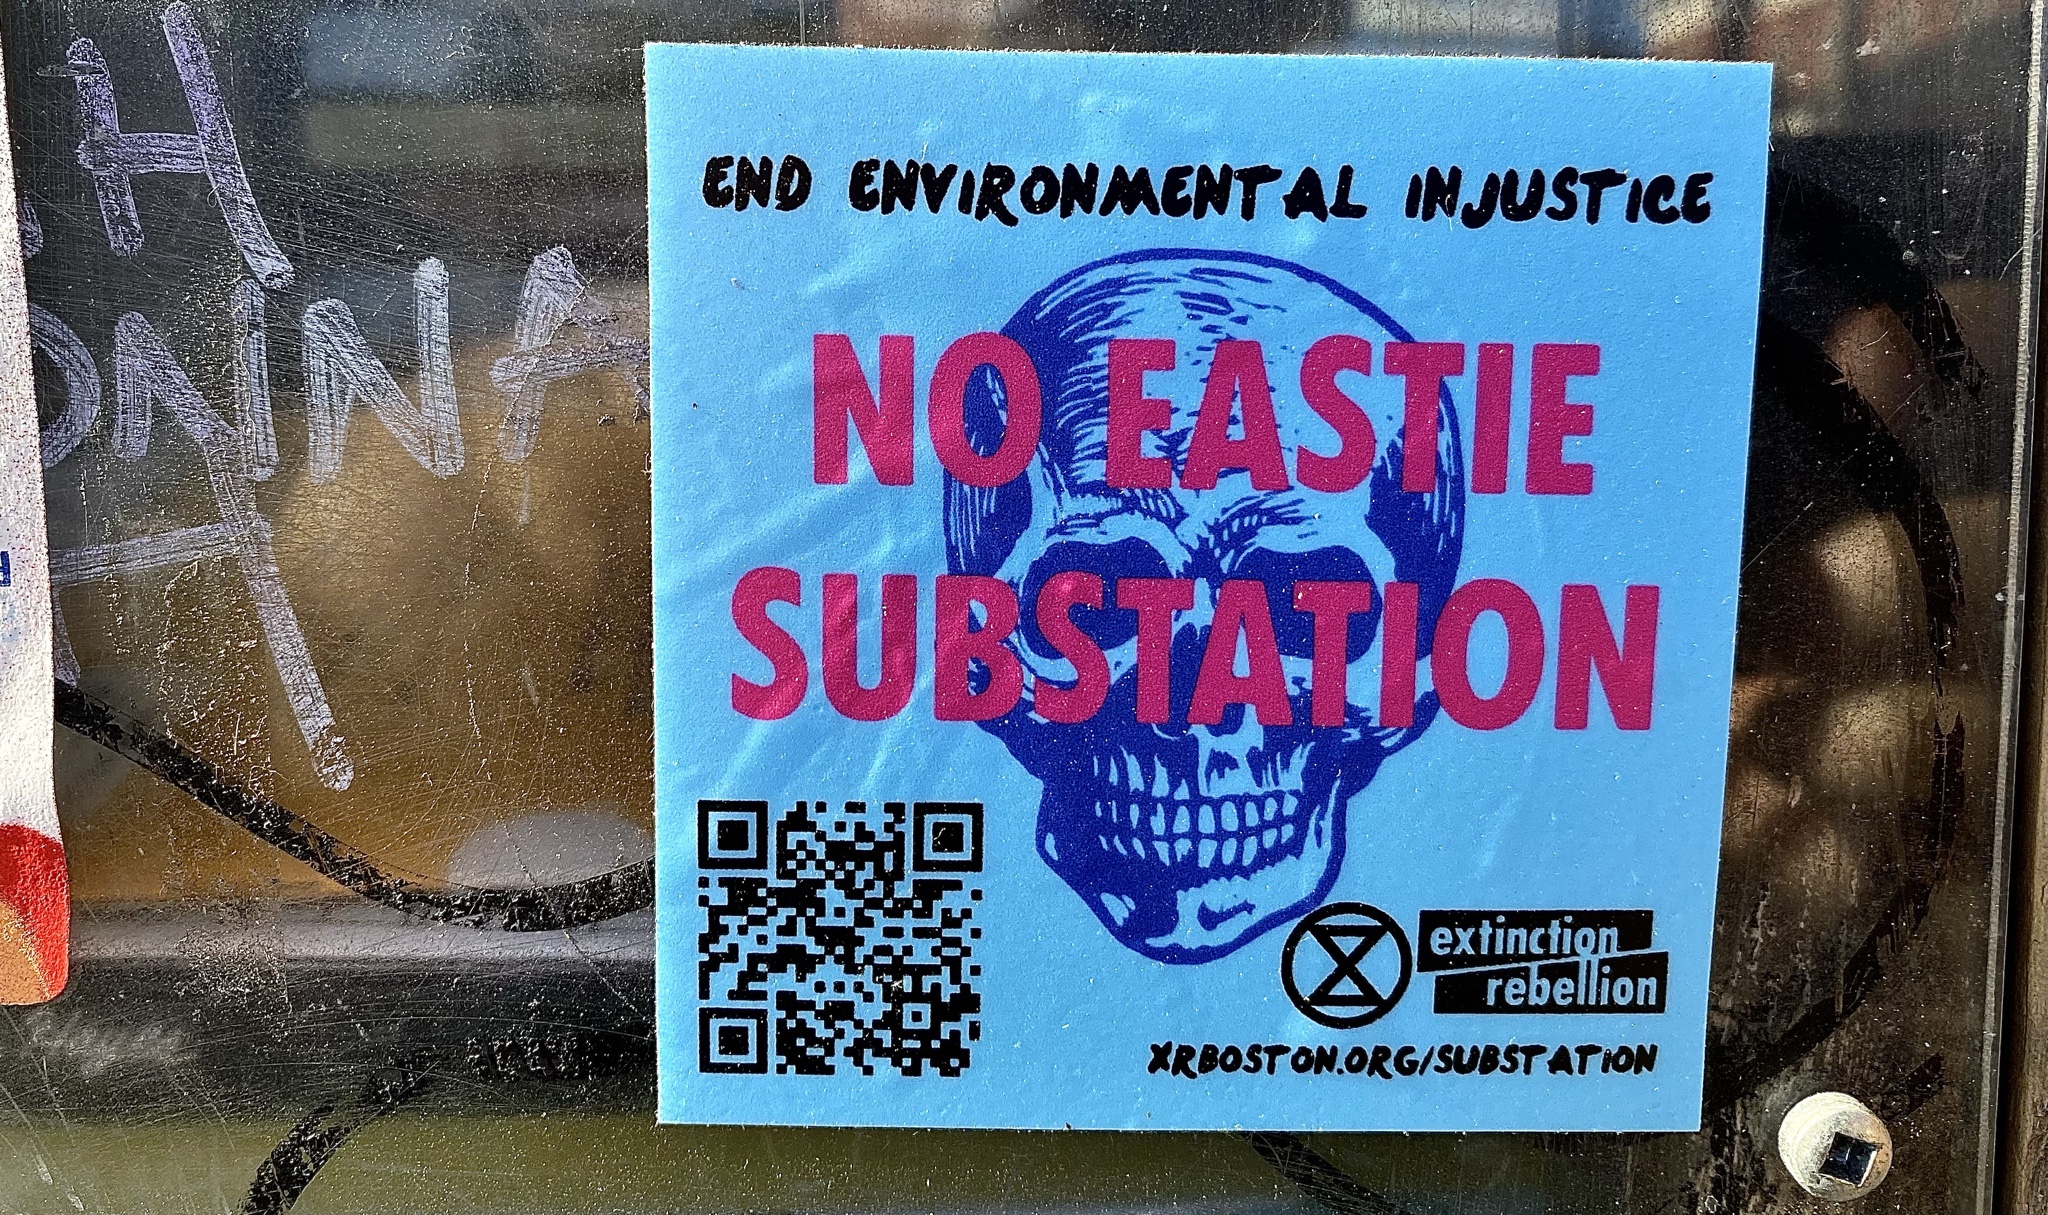 END ENVIRONMENTAL INJUSTICE
NO EASTIE
SUBSTATION
extinction
rebellion
XRBOSTON.ORG/SUBSTATION